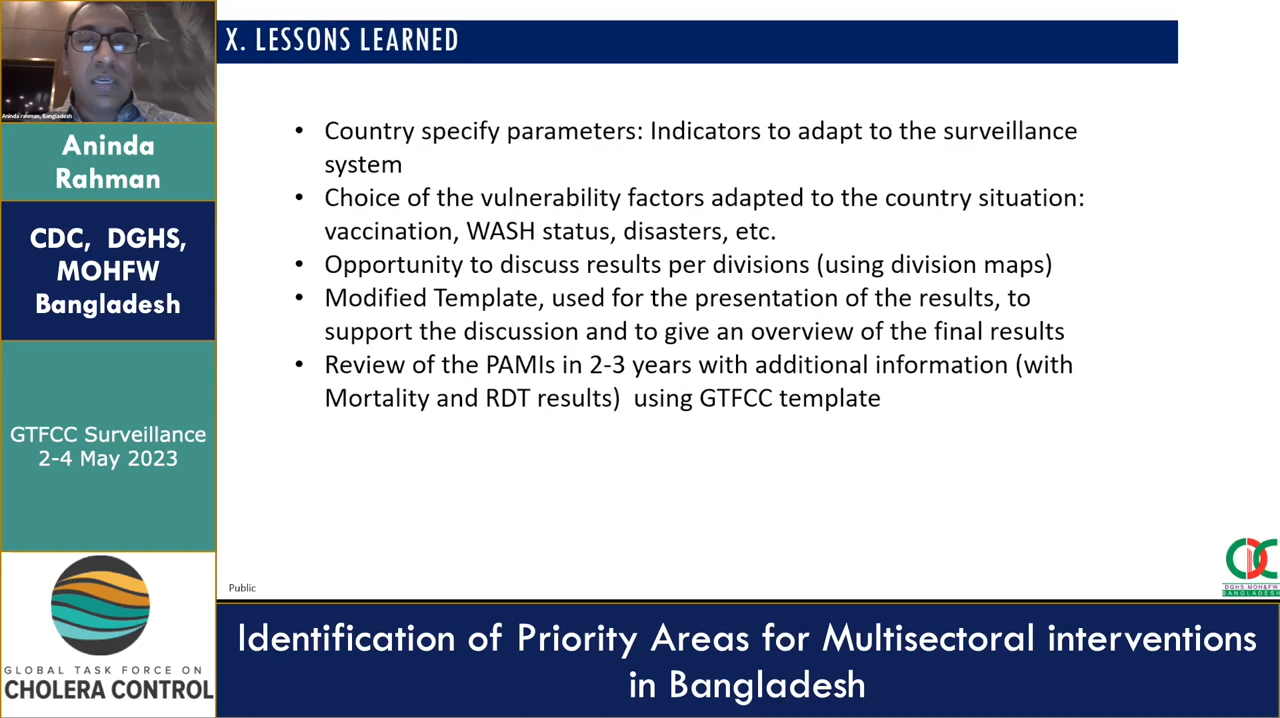 X. LESSONS LEARNED
Aninda rahman, Bangladesh
Aninda
Rahman
CDC, DGHS,
MOHFW
Bangladesh
GTFCC Surveillance
2-4 May 2023
GLOBAL TASK FORCE ON
CHOLERA CONTROL
• Country specify parameters: Indicators to adapt to the surveillance
system
• Choice of the vulnerability factors adapted to the country situation:
vaccination, WASH status, disasters, etc.
• Opportunity to discuss results per divisions (using division maps)
• Modified Template, used for the presentation of the results, to
support the discussion and to give an overview of the final results
• Review of the PAMIs in 2-3 years with additional information (with
Mortality and RDT results) using GTFCC template
Public
CDC
DGHS, MOH&FW
BANGLADESH
Identification of Priority Areas for Multisectoral interventions
in Bangladesh